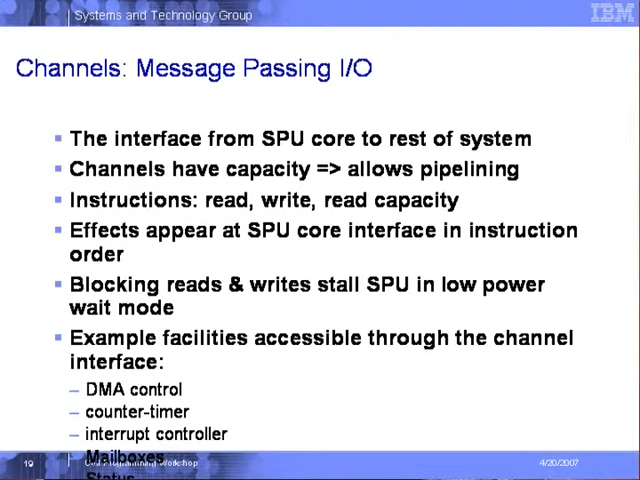 Systems and Technology Group
IBM
Channels: Message Passing I/O
▪ The interface from SPU core to rest of system
▪ Channels have capacity => allows pipelining
▪ Instructions: read, write, read capacity
▪ Effects appear at SPU core interface in instruction
order
▪ Blocking reads & writes stall SPU in low power
wait mode
▪ Example facilities accessible through the channel
interface:
– DMA control
– counter-timer
– interrupt controller
– Mailboxes
– Status
19
Cell Programming Workshop
4/20/2007